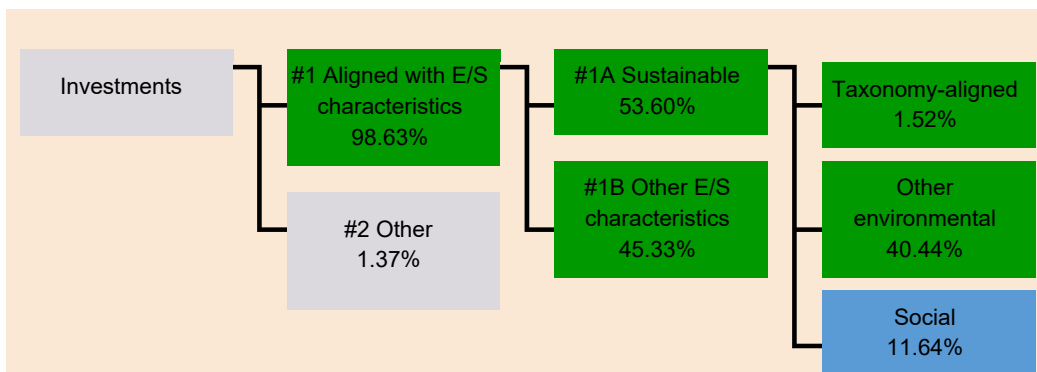 Investments
#1 Aligned with E/S
characteristics
98.63%
#2 Other
1.37%
#1A Sustainable
53.60%
#1B Other E/S
characteristics
45.33%
Taxonomy-aligned
1.52%
Other
environmental
40.44%
Social
11.64%